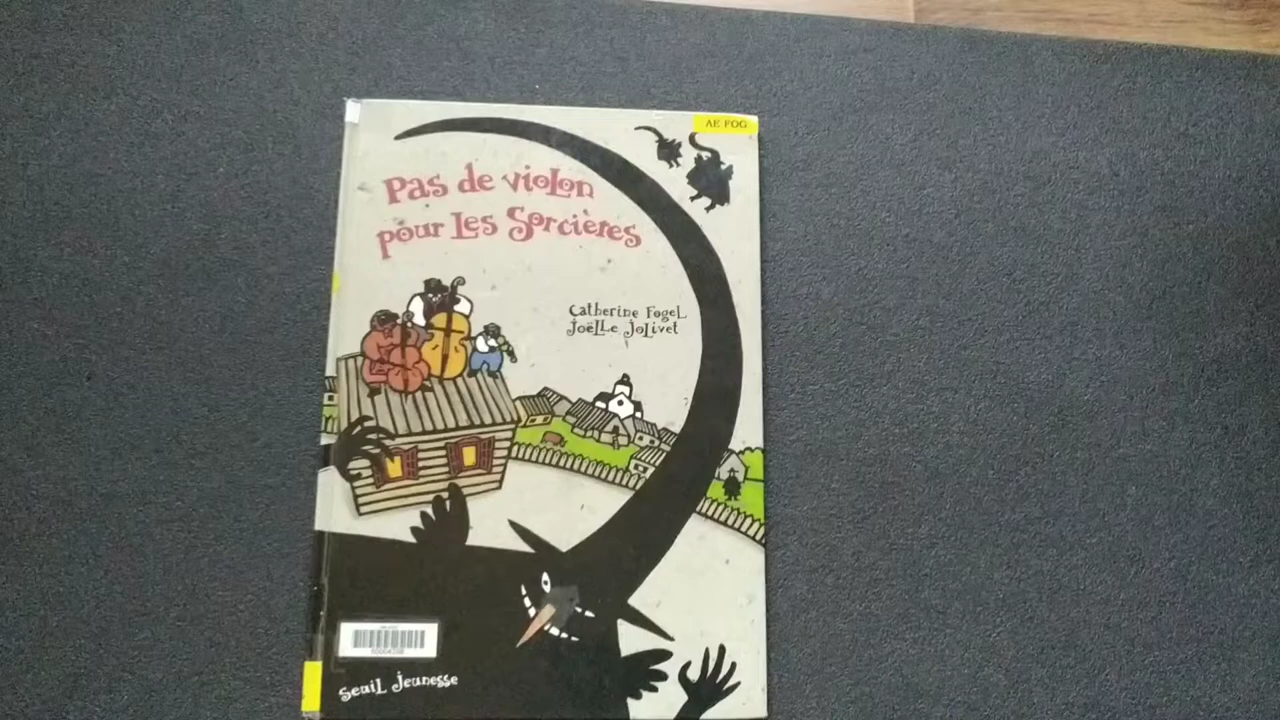 AE FOG
Pas de violon
pour Les Sorcières
Catherine Fogel
Joëlle Jolivet
Seuil Jeunesse